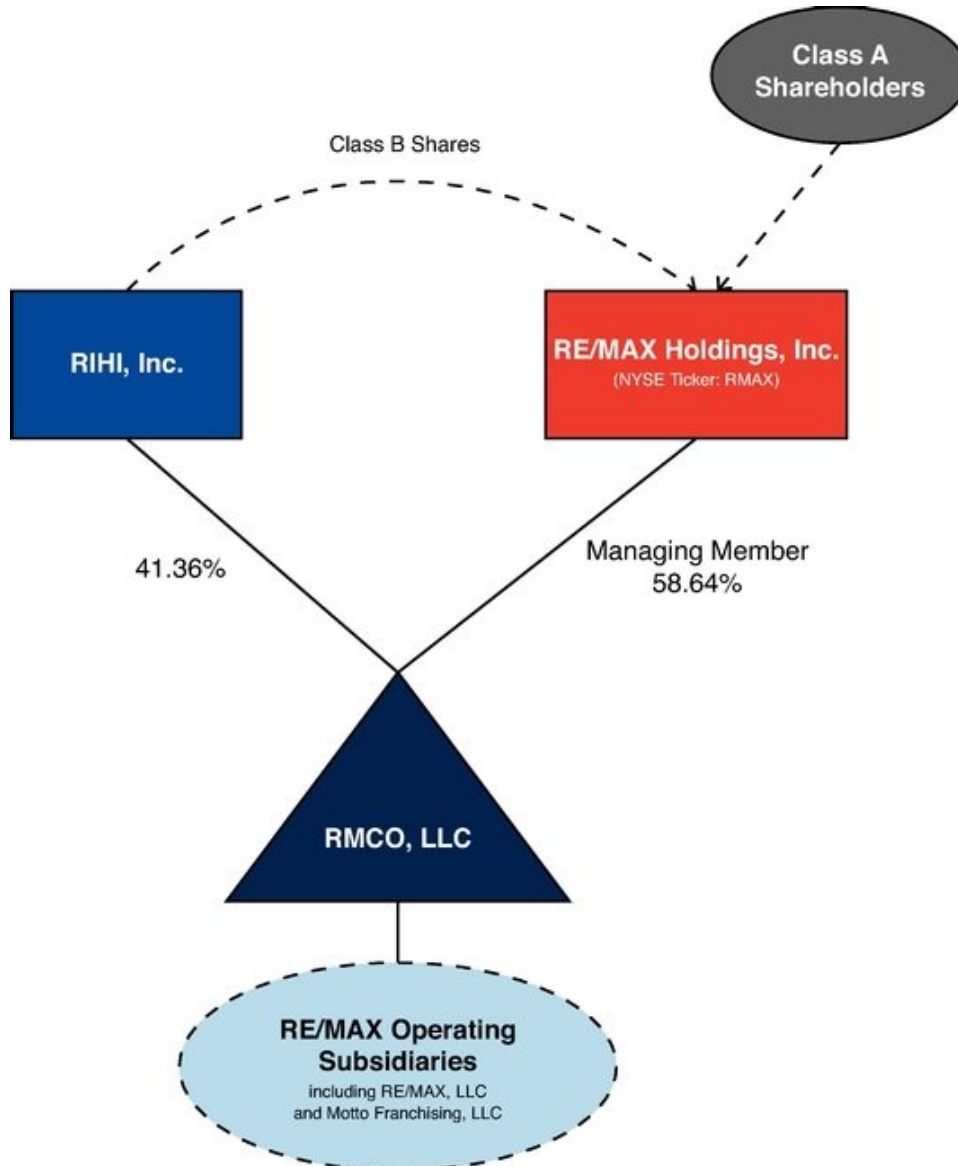 Class A
Shareholders
Class B Shares
RIHI, Inc.
RE/MAX Holdings, Inc.
(NYSE Ticker: RMAX)
41.36%
Managing Member
58.64%
RMCO, LLC
RE/MAX Operating
Subsidiaries
including RE/MAX, LLC
and Motto Franchising, LLC